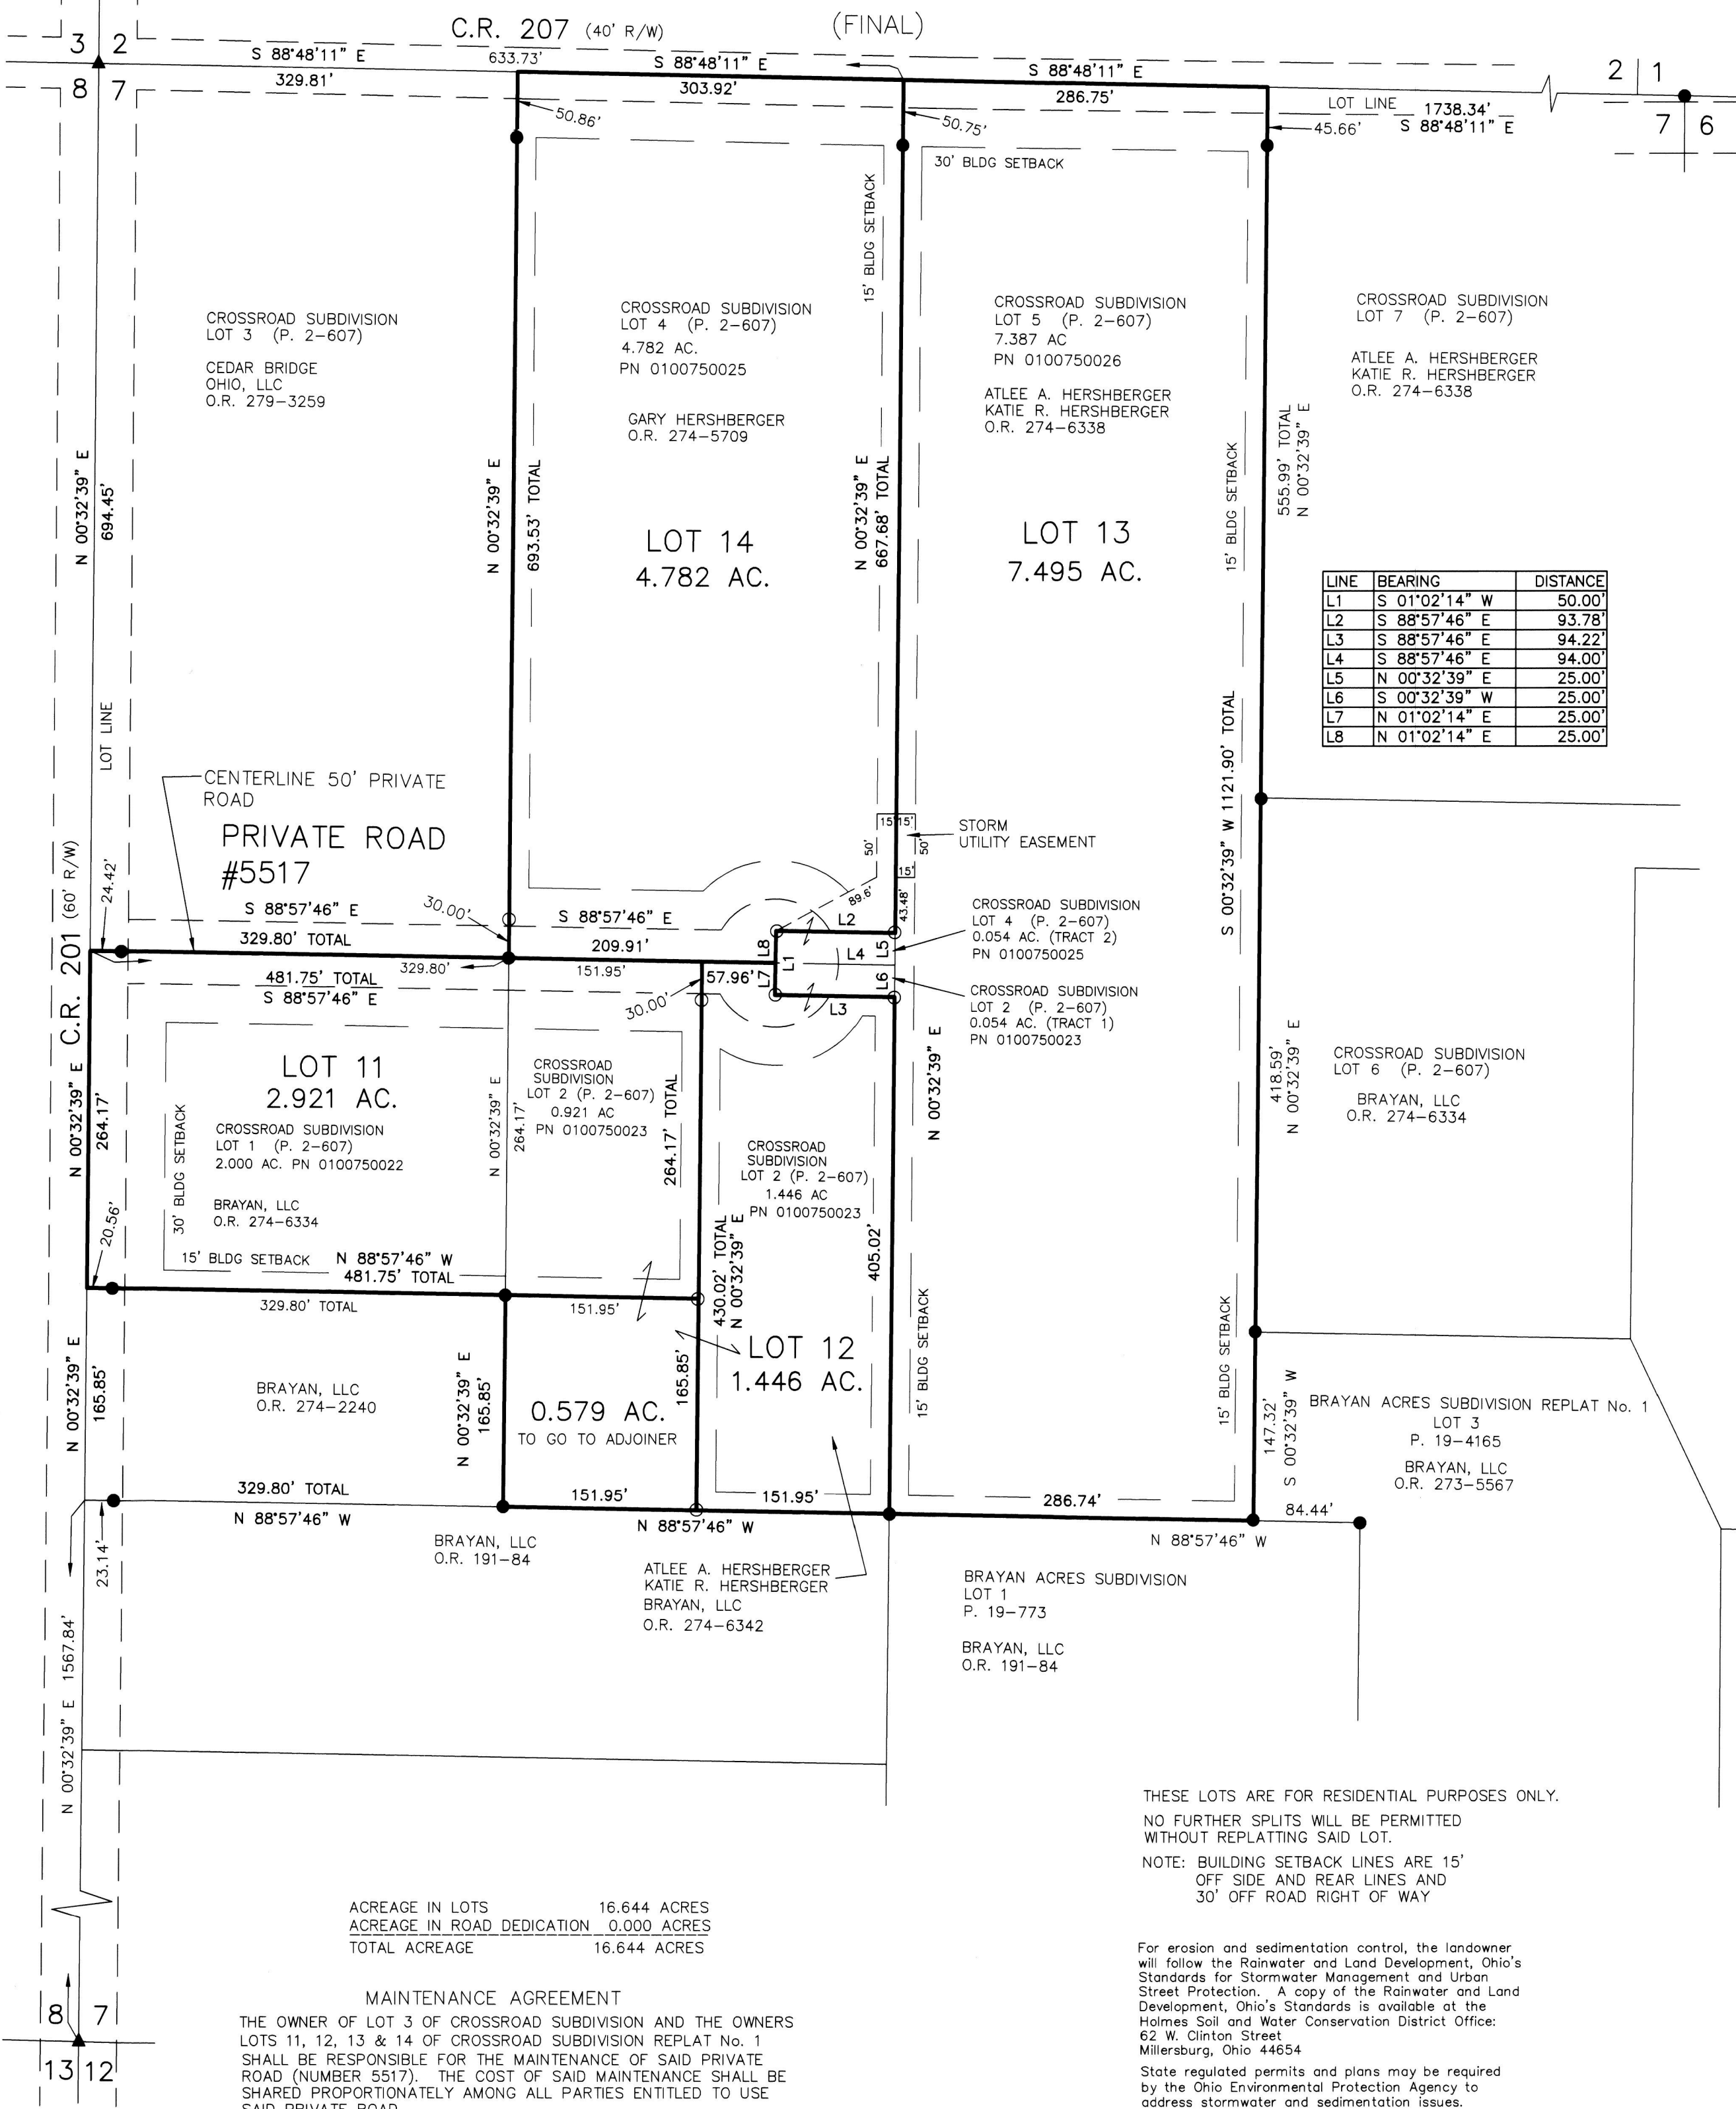 C.R. 207 (40' R/W)
(FINAL)
3 2
8 7
S 88°48'11" E
329.81'
633.73'
S 88°48'11" E
303.92'
S 88°48'11" E
286.75'
2 1
7 6
LOT LINE 1738.34'
S 88°48'11" E
50.86'
50.75'
45.66'
30' BLDG SETBACK
15' BLDG SETBACK
CROSSROAD SUBDIVISION
LOT 3 (P. 2-607)
CEDAR BRIDGE
OHIO, LLC
O.R. 279-3259
CROSSROAD SUBDIVISION
LOT 4 (P. 2-607)
4.782 AC.
PN 0100750025
GARY HERSHBERGER
O.R. 274-5709
CROSSROAD SUBDIVISION
LOT 5 (P. 2-607)
7.387 AC
PN 0100750026
ATLEE A. HERSHBERGER
KATIE R. HERSHBERGER
O.R. 274-6338
CROSSROAD SUBDIVISION
LOT 7 (P. 2-607)
ATLEE A. HERSHBERGER
KATIE R. HERSHBERGER
O.R. 274-6338
N 00°32'39" E
694.45'
N 00°32'39" E
693.53' TOTAL
N 00°32'39" E
667.68' TOTAL
15' BLDG SETBACK
555.99' TOTAL
N 00°32'39" E
LOT 14
4.782 AC.
LOT 13
7.495 AC.
LINE BEARING DISTANCE
L1 S 01°02'14" W 50.00'
L2 S 88°57'46" E 93.78'
L3 S 88°57'46" E 94.22'
L4 S 88°57'46" E 94.00'
L5 N 00°32'39" E 25.00'
L6 S 00°32'39" W 25.00'
L7 N 01°02'14" E 25.00'
L8 N 01°02'14" E 25.00'
LOT LINE
CENTERLINE 50' PRIVATE
ROAD
PRIVATE ROAD
#5517
S 00°32'39" W 1121.90' TOTAL
15' 15'
50'
50'
15'
STORM
UTILITY EASEMENT
89.6'
43.48'
C.R. 201 (60' R/W)
24.42'
S 88°57'46" E
329.80' TOTAL
30.00'
S 88°57'46" E
209.91'
L2
L8
L1
L4
L5
L7
L6
L3
CROSSROAD SUBDIVISION
LOT 4 (P. 2-607)
0.054 AC. (TRACT 2)
PN 0100750025
CROSSROAD SUBDIVISION
LOT 2 (P. 2-607)
0.054 AC. (TRACT 1)
PN 0100750023
481.75' TOTAL
S 88°57'46" E
329.80'
151.95'
57.96'
30.00'
N 00°32'39" E
264.17'
LOT 11
2.921 AC.
CROSSROAD SUBDIVISION
LOT 1 (P. 2-607)
2.000 AC. PN 0100750022
BRAYAN, LLC
O.R. 274-6334
30' BLDG SETBACK
15' BLDG SETBACK
N 88°57'46" W
481.75' TOTAL
20.56'
N 00°32'39" E
264.17'
CROSSROAD
SUBDIVISION
LOT 2 (P. 2-607)
0.921 AC
PN 0100750023
264.17' TOTAL
CROSSROAD
SUBDIVISION
LOT 2 (P. 2-607)
1.446 AC
PN 0100750023
N 00°32'39" E
405.02'
430.02' TOTAL
N 00°32'39" E
418.59'
N 00°32'39" E
CROSSROAD SUBDIVISION
LOT 6 (P. 2-607)
BRAYAN, LLC
O.R. 274-6334
329.80' TOTAL
151.95'
N 00°32'39" E
165.85'
BRAYAN, LLC
O.R. 274-2240
N 00°32'39" E
165.85'
0.579 AC.
TO GO TO ADJOINER
165.85'
LOT 12
1.446 AC.
15' BLDG SETBACK
15' BLDG SETBACK
147.32'
S 00°32'39" W
BRAYAN ACRES SUBDIVISION REPLAT No. 1
LOT 3
P. 19-4165
BRAYAN, LLC
O.R. 273-5567
329.80' TOTAL
N 88°57'46" W
151.95'
151.95'
N 88°57'46" W
286.74'
N 88°57'46" W
84.44'
23.14'
N 00°32'39" E 1567.84'
BRAYAN, LLC
O.R. 191-84
ATLEE A. HERSHBERGER
KATIE R. HERSHBERGER
BRAYAN, LLC
O.R. 274-6342
BRAYAN ACRES SUBDIVISION
LOT 1
P. 19-773
BRAYAN, LLC
O.R. 191-84
THESE LOTS ARE FOR RESIDENTIAL PURPOSES ONLY.
NO FURTHER SPLITS WILL BE PERMITTED
WITHOUT REPLATTING SAID LOT.
NOTE: BUILDING SETBACK LINES ARE 15'
OFF SIDE AND REAR LINES AND
30' OFF ROAD RIGHT OF WAY
ACREAGE IN LOTS 16.644 ACRES
ACREAGE IN ROAD DEDICATION 0.000 ACRES
TOTAL ACREAGE 16.644 ACRES
For erosion and sedimentation control, the landowner
will follow the Rainwater and Land Development, Ohio's
Standards for Stormwater Management and Urban
Street Protection. A copy of the Rainwater and Land
Development, Ohio's Standards is available at the
Holmes Soil and Water Conservation District Office:
62 W. Clinton Street
Millersburg, Ohio 44654
State regulated permits and plans may be required
by the Ohio Environmental Protection Agency to
address stormwater and sedimentation issues.
8 7
13 12
MAINTENANCE AGREEMENT
THE OWNER OF LOT 3 OF CROSSROAD SUBDIVISION AND THE OWNERS
LOTS 11, 12, 13 & 14 OF CROSSROAD SUBDIVISION REPLAT No. 1
SHALL BE RESPONSIBLE FOR THE MAINTENANCE OF SAID PRIVATE
ROAD (NUMBER 5517). THE COST OF SAID MAINTENANCE SHALL BE
SHARED PROPORTIONATELY AMONG ALL PARTIES ENTITLED TO USE
SAID PRIVATE ROAD